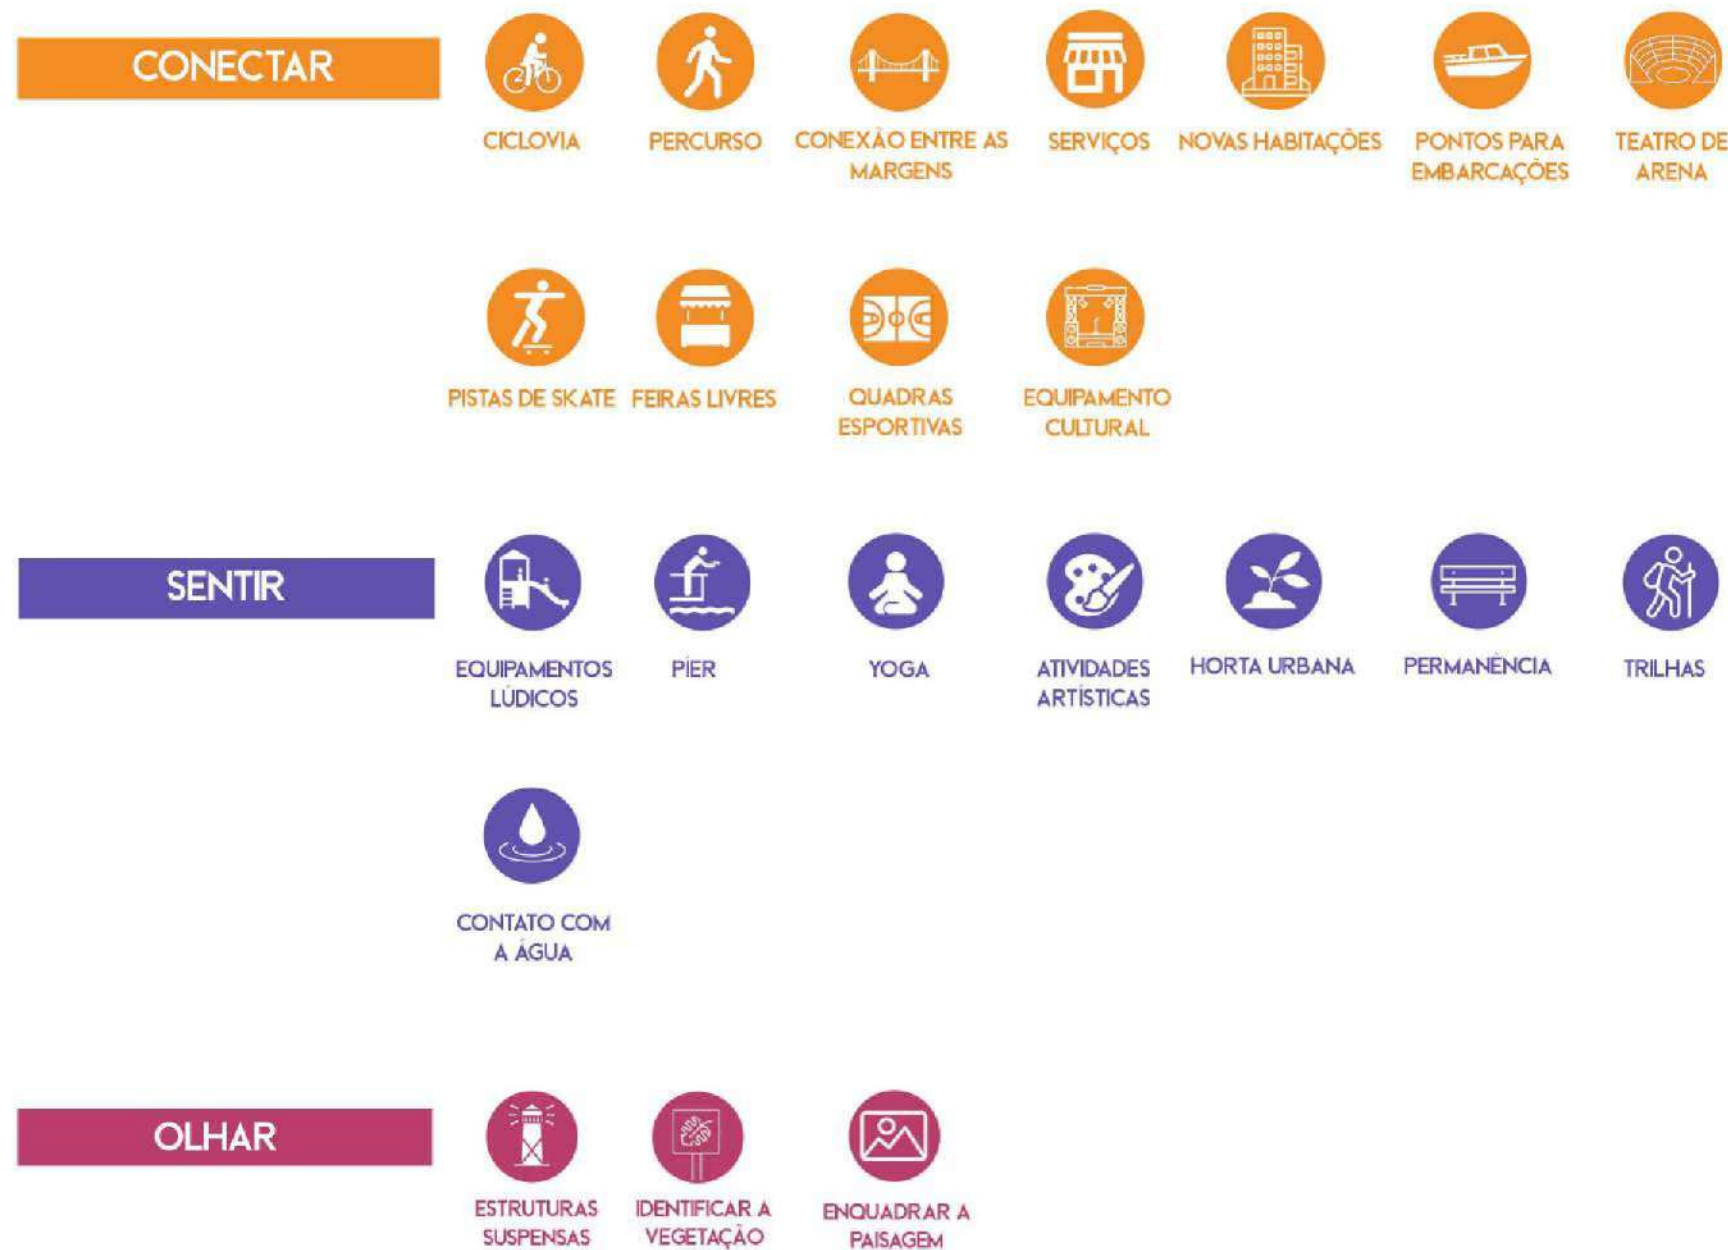 CONECTAR
CICLOVIA
PERCURSO
CONEXÃO ENTRE AS
MARGENS
SERVIÇOS
NOVAS HABITAÇÕES
PONTOS PARA
EMBARCAÇÕES
TEATRO DE
ARENA
PISTAS DE SKATE
FEIRAS LIVRES
QUADRAS
ESPORTIVAS
EQUIPAMENTO
CULTURAL
SENTIR
EQUIPAMENTOS
LÚDICOS
PÍER
YOGA
ATIVIDADES
ARTÍSTICAS
HORTA URBANA
PERMANÊNCIA
TRILHAS
CONTATO COM
A ÁGUA
OLHAR
ESTRUTURAS
SUSPENSAS
IDENTIFICAR A
VEGETAÇÃO
ENQUADRAR A
PAISAGEM